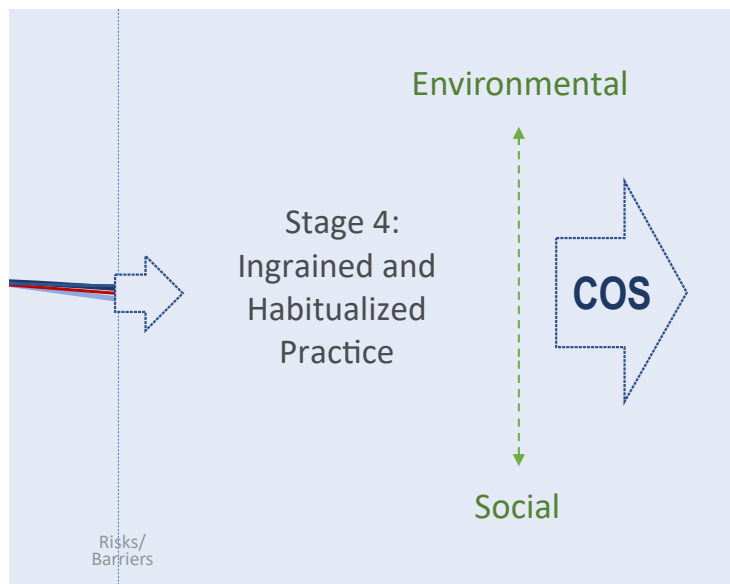 Environmental
Stage 4:
Ingrained and
Habitualized
Practice
COS
Social
Risks/
Barriers